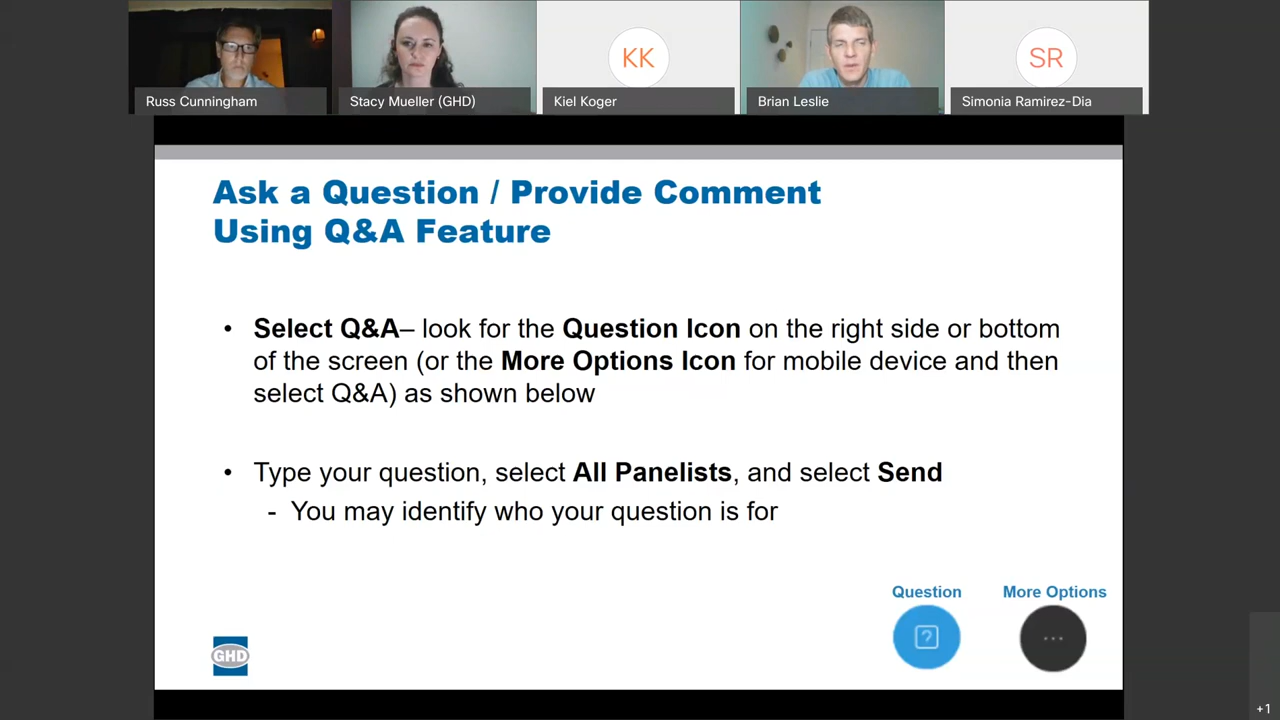 KK
SR
Russ Cunningham
Stacy Mueller (GHD)
Kiel Koger
Brian Leslie
Simonia Ramirez-Dia
Ask a Question / Provide Comment
Using Q&A Feature
• Select Q&A– look for the Question Icon on the right side or bottom
of the screen (or the More Options Icon for mobile device and then
select Q&A) as shown below
• Type your question, select All Panelists, and select Send
- You may identify who your question is for
Question
More Options
?
...
GHD
+1